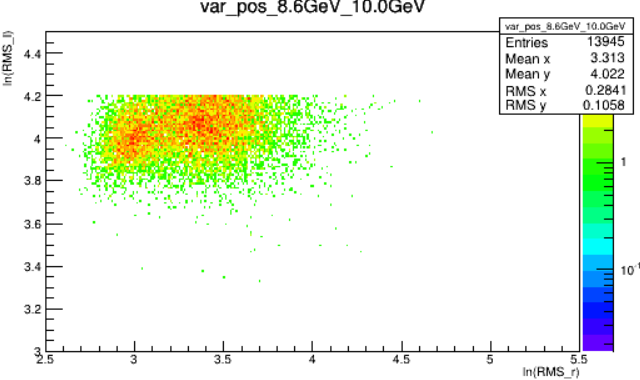 var_pos_8.6GeV_10.0GeV
var_pos_8.6GeV_10.0GeV
Entries 13945
Mean x 3.313
Mean y 4.022
RMS x 0.2841
RMS y 0.1058
ln(RMS_l)
4.4
4.2
4
3.8
3.6
3.4
3.2
3
2.5 3 3.5 4 4.5 5 5.5
ln(RMS_r)
1
10⁻¹